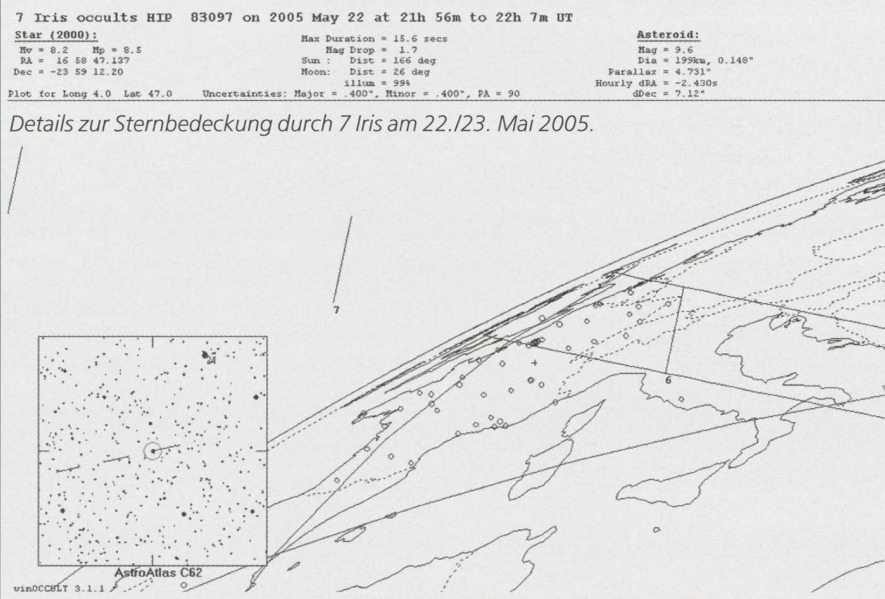 7 Iris occults HIP 83097 on 2005 May 22 at 21h 56m to 22h 7m UT
Star (2000):
Mv = 8.2 Mp = 8.5
RA = 16 58 47.137
Dec = -23 59 12.20
Max Duration = 15.6 secs
Mag Drop = 1.7
Sun : Dist = 166 deg
Moon: Dist = 26 deg
illum = 99%
Asteroid:
Mag = 9.6
Dia = 199km, 0.148"
Parallax = 4.731"
Hourly dRA = -2.430s
dDec = 7.12"
Plot for Long 4.0 Lat 47.0 Uncertainties: Major = .400", Minor = .400", PA = 90
Details zur Sternbedeckung durch 7 Iris am 22./23. Mai 2005.
7
6
AstroAtlas C62
winOCCULT 3.1.1